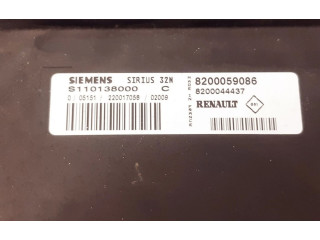 SIEMENS SIRIUS 32N
S110138000 C
8200059086
8200044437
RENAULT